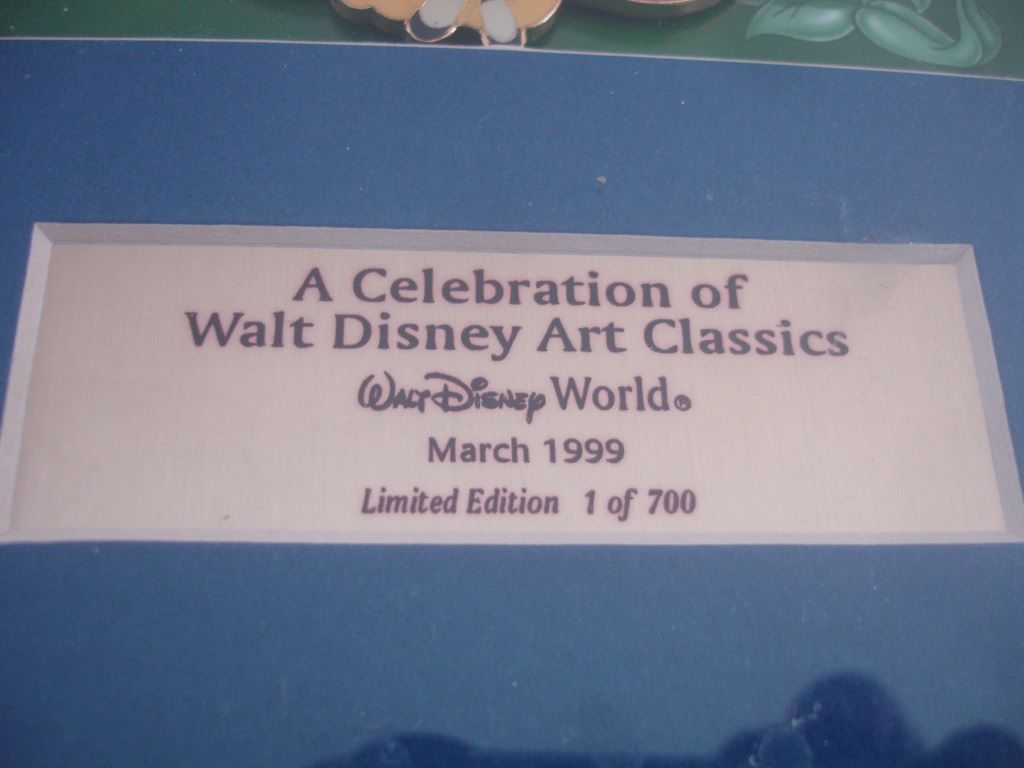 A Celebration of
Walt Disney Art Classics
Walt Disney World®
March 1999
Limited Edition 1 of 700